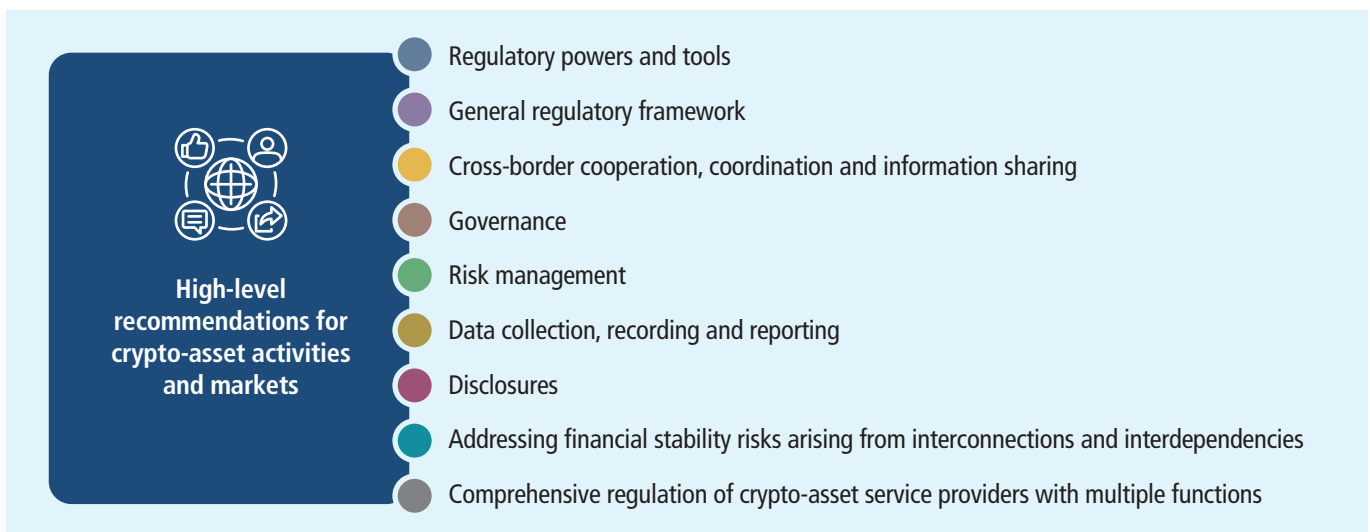 High-level
recommendations for
crypto-asset activities
and markets
Regulatory powers and tools
General regulatory framework
Cross-border cooperation, coordination and information sharing
Governance
Risk management
Data collection, recording and reporting
Disclosures
Addressing financial stability risks arising from interconnections and interdependencies
Comprehensive regulation of crypto-asset service providers with multiple functions